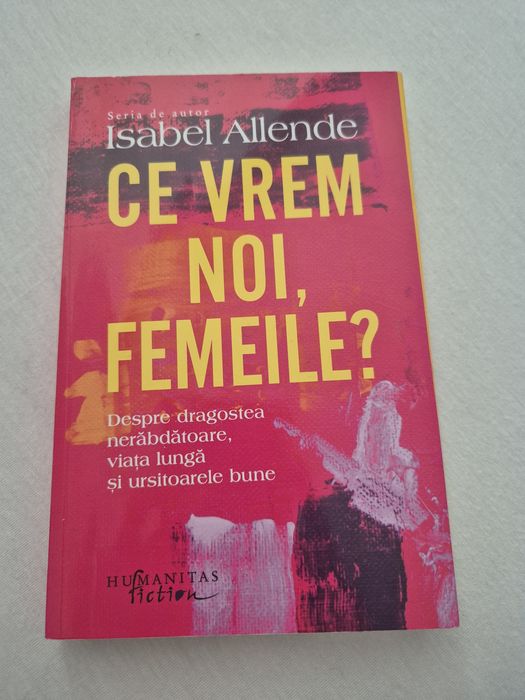 Seria de autor
Isabel Allende
CE VREM
NOI,
FEMEILE?
Despre dragostea
nerăbdătoare,
viața lungă
și ursitoarele bune
HUMANITAS
fiction